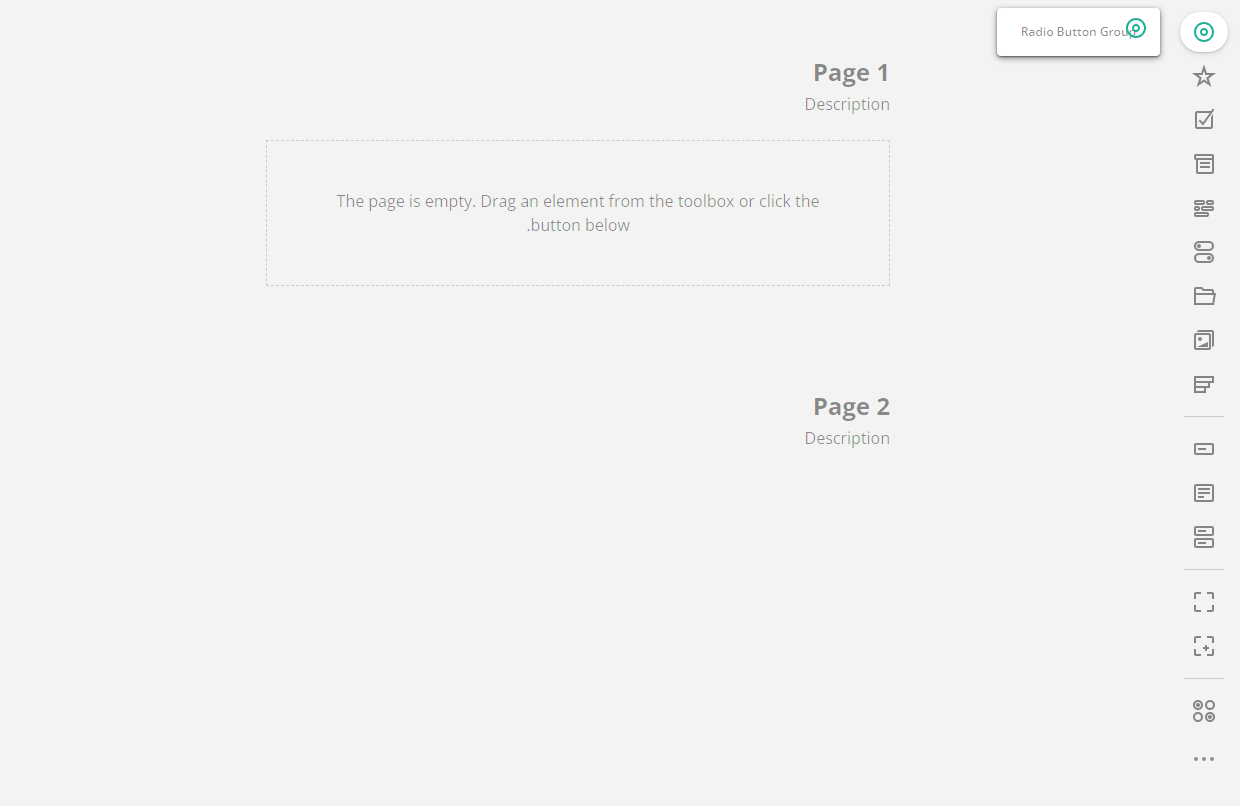 Radio Button Group
Page 1
Description
The page is empty. Drag an element from the toolbox or click the
.button below
Page 2
Description